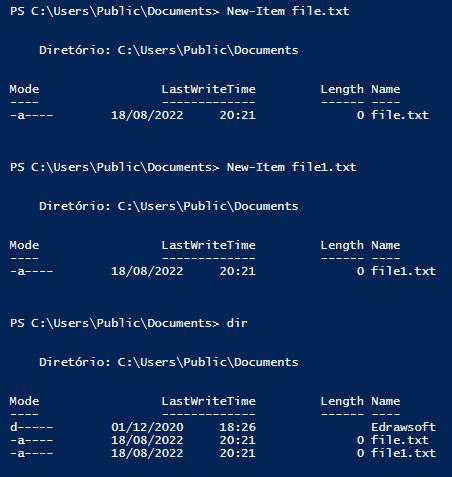 PS C:\Users\Public\Documents> New-Item file.txt
Diretório: C:\Users\Public\Documents
Mode                 LastWriteTime         Length Name
----                 -------------         ------ ----
-a----        18/08/2022     20:21              0 file.txt
PS C:\Users\Public\Documents> New-Item file1.txt
Diretório: C:\Users\Public\Documents
Mode                 LastWriteTime         Length Name
----                 -------------         ------ ----
-a----        18/08/2022     20:21              0 file1.txt
PS C:\Users\Public\Documents> dir
Diretório: C:\Users\Public\Documents
Mode                 LastWriteTime         Length Name
----                 -------------         ------ ----
d-----        01/12/2020     18:26                Edrawsoft
-a----        18/08/2022     20:21              0 file.txt
-a----        18/08/2022     20:21              0 file1.txt